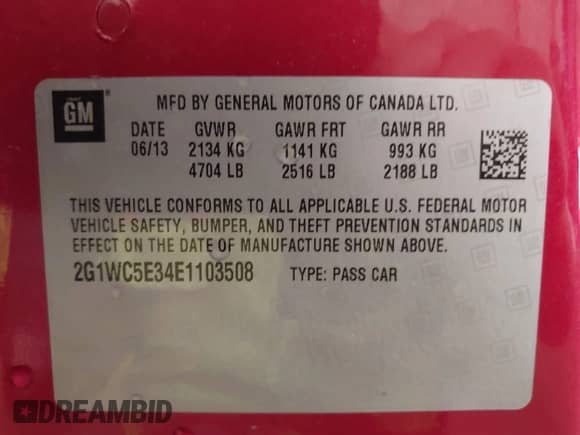 GM
MFD BY GENERAL MOTORS OF CANADA LTD.
DATE GVWR GAWR FRT GAWR RR
06/13 2134 KG 1141 KG 993 KG
4704 LB 2516 LB 2188 LB
THIS VEHICLE CONFORMS TO ALL APPLICABLE U.S. FEDERAL MOTOR
VEHICLE SAFETY, BUMPER, AND THEFT PREVENTION STANDARDS IN
EFFECT ON THE DATE OF MANUFACTURE SHOWN ABOVE.
2G1WC5E34E1103508 TYPE: PASS CAR
DREAMBID